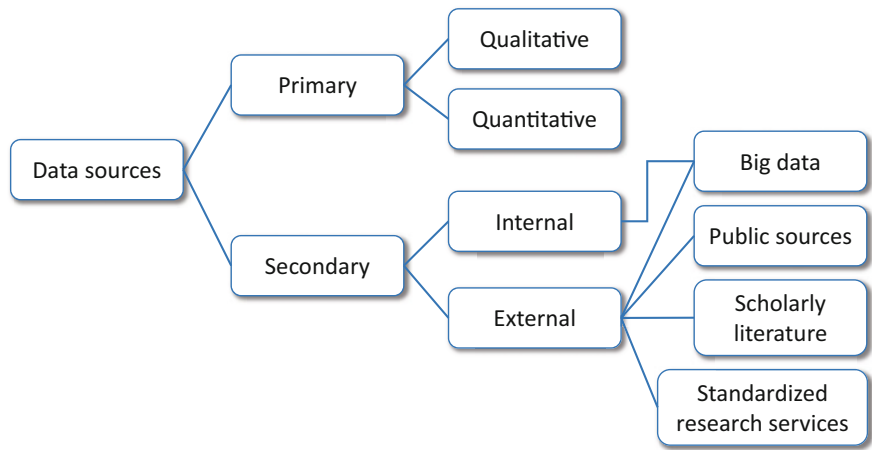 Data sources
Primary
Secondary
Qualitative
Quantitative
Internal
External
Big data
Public sources
Scholarly
literature
Standardized
research services